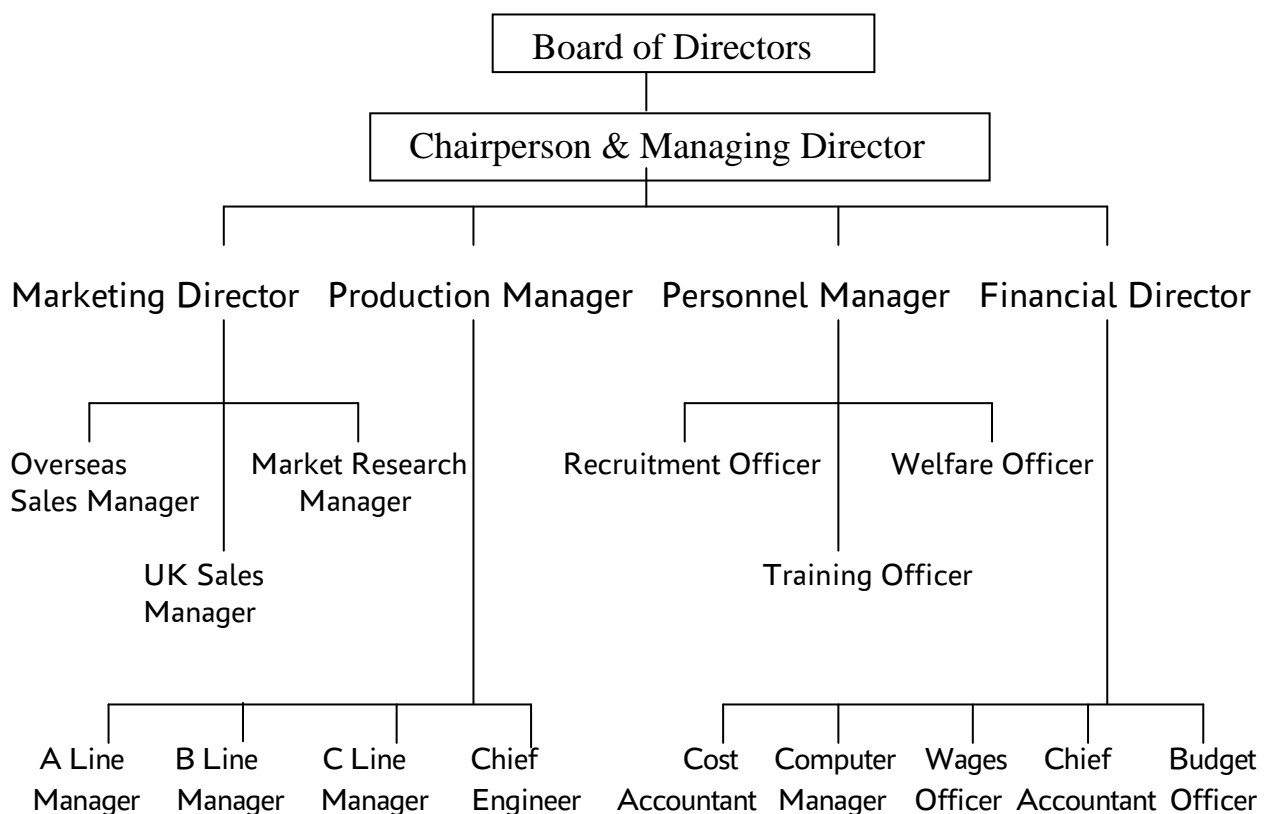 Board of Directors
Chairperson & Managing Director
Marketing Director
Production Manager
Personnel Manager
Financial Director
Overseas
Sales Manager
Market Research
Manager
Recruitment Officer
Welfare Officer
UK Sales
Manager
Training Officer
A Line
Manager
B Line
Manager
C Line
Manager
Chief
Engineer
Cost
Accountant
Computer
Manager
Wages
Officer
Chief
Accountant
Budget
Officer